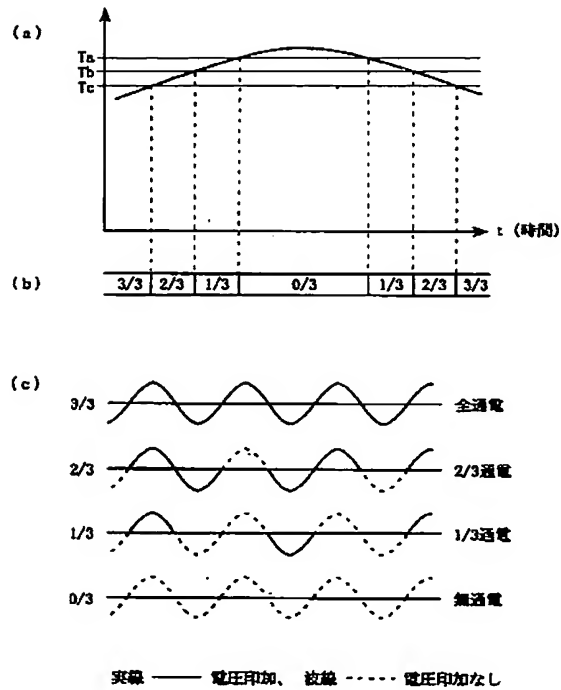 (a)
Ta
Tb
Tc
t (時間)
(b)
3/3 2/3 1/3 0/3 1/3 2/3 3/3
(c)
3/3 全通電
2/3 2/3通電
1/3 1/3通電
0/3 無通電
実線 電圧印加、 波線 電圧印加なし